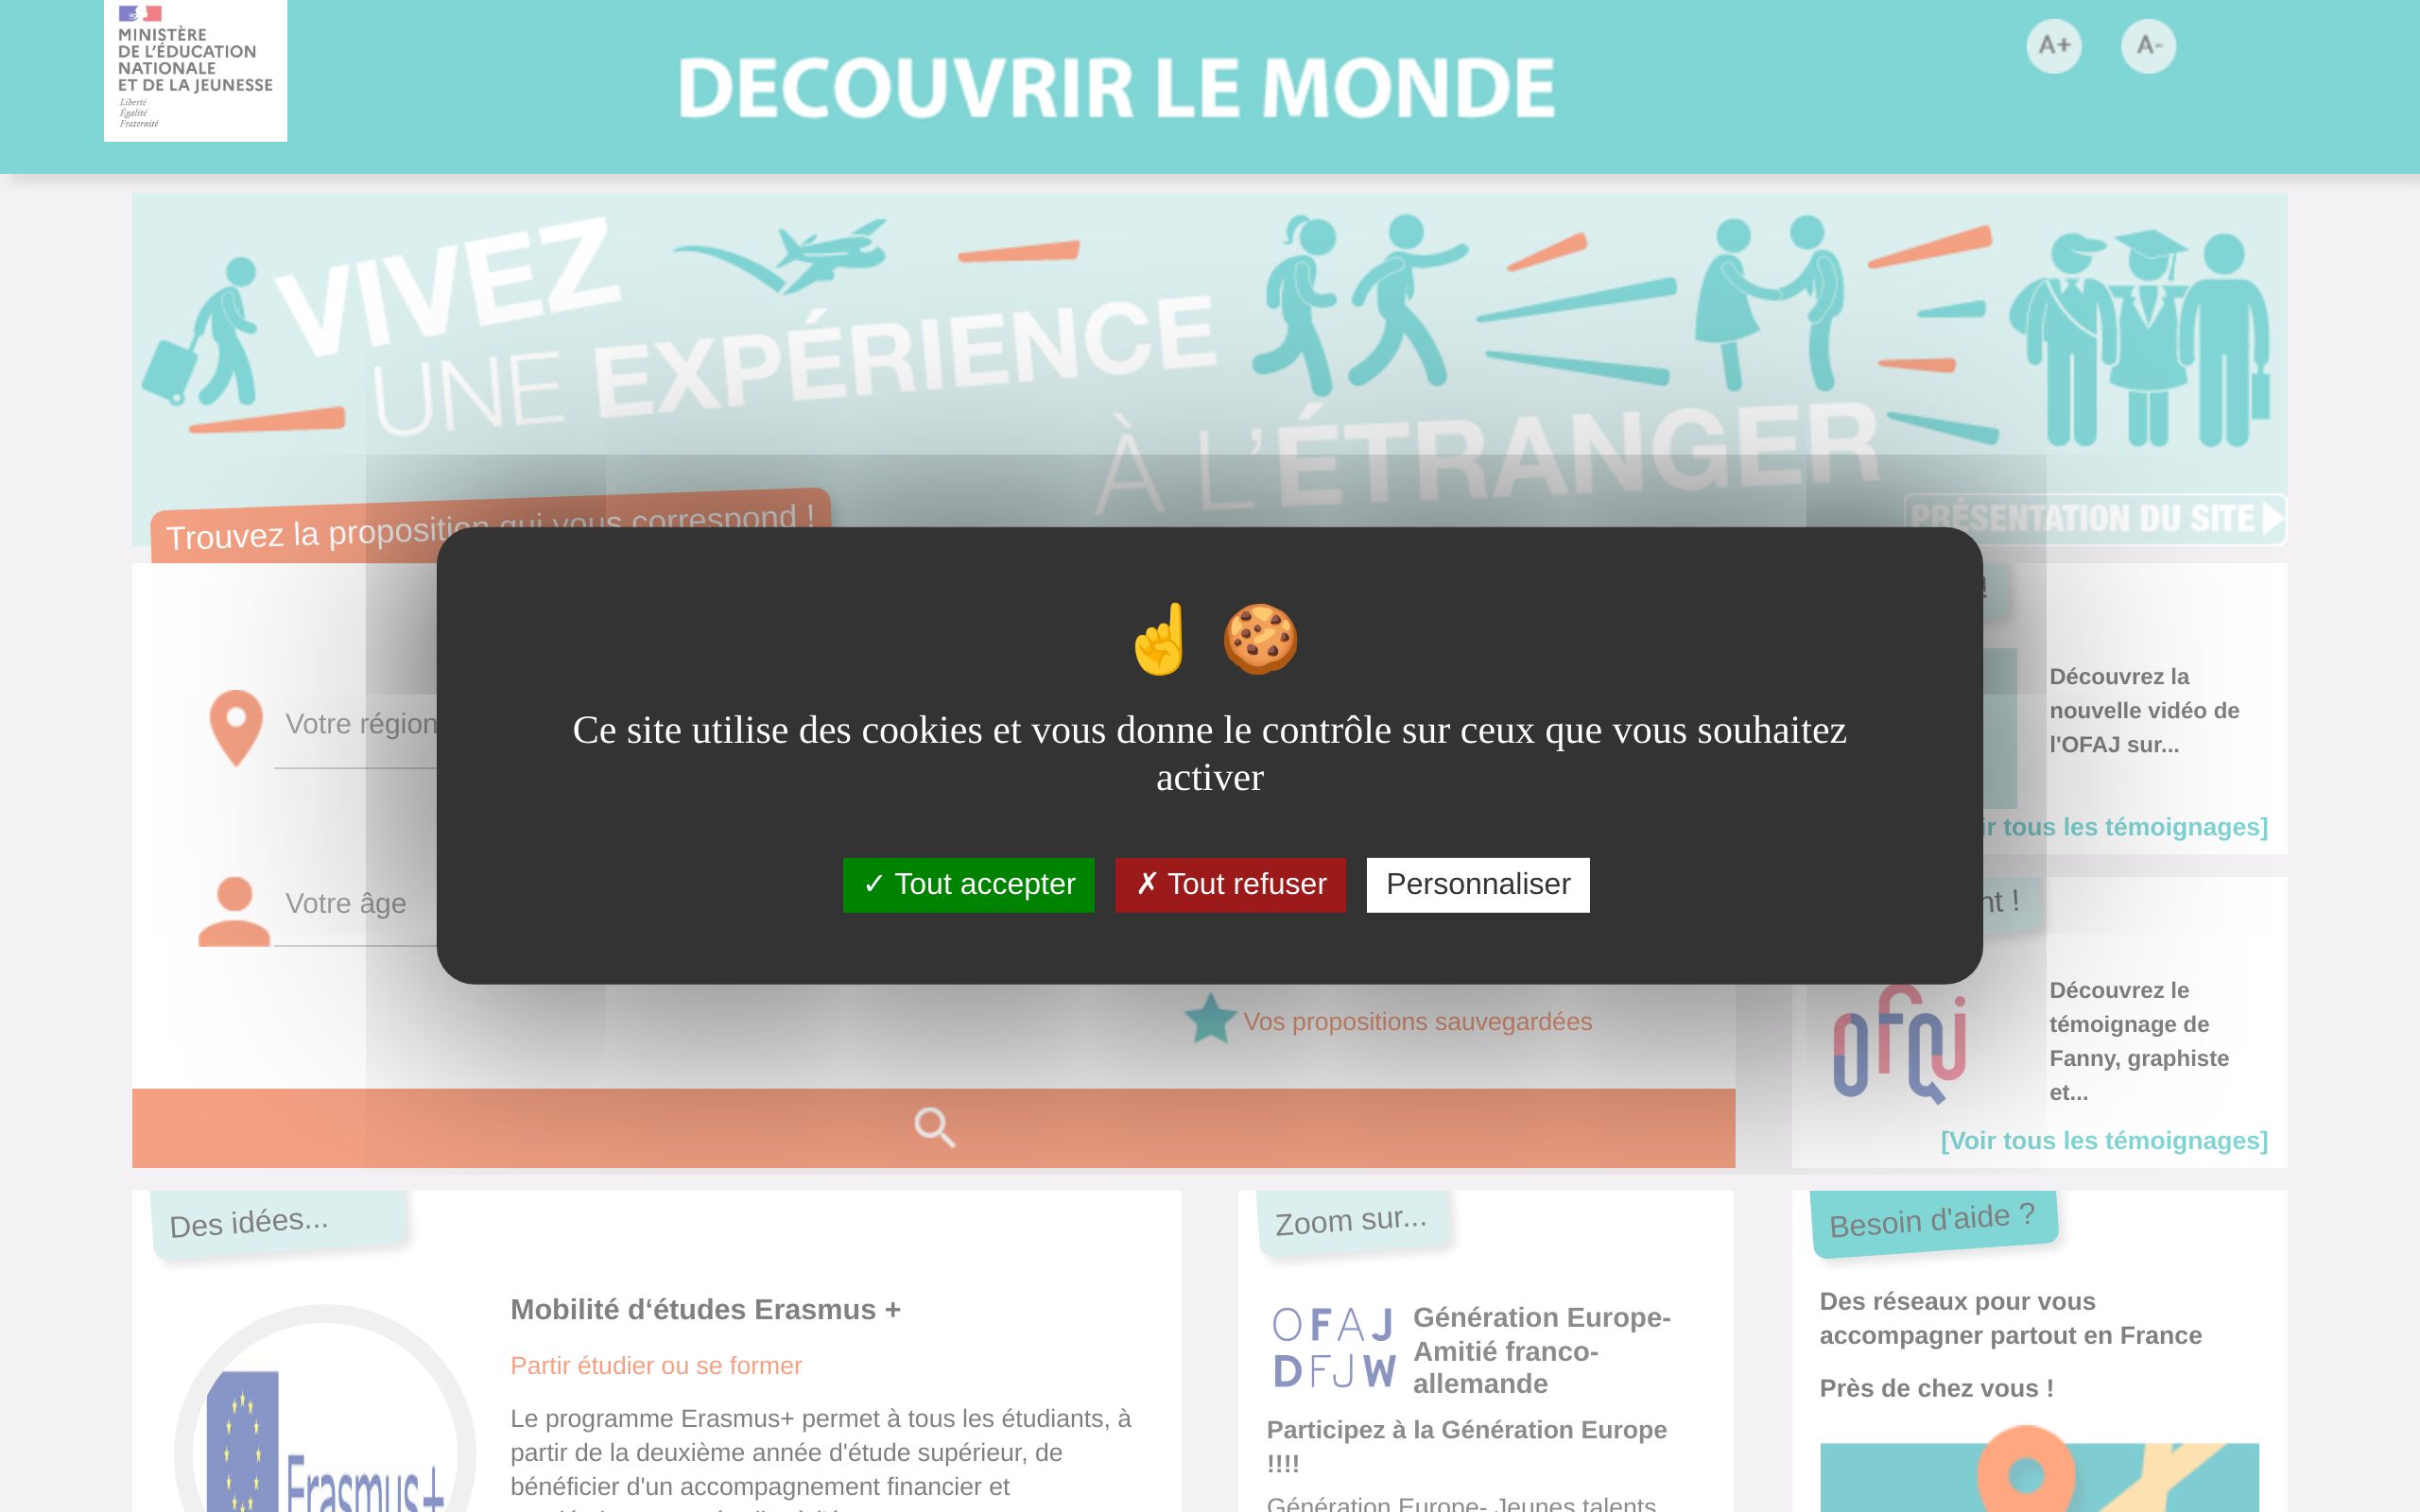 MINISTÈRE
DE L'ÉDUCATION
NATIONALE
ET DE LA JEUNESSE
Liberté
Égalité
Fraternité
DECOUVRIR LE MONDE
A+
A-
VIVEZ
UNE EXPÉRIENCE
À L'ÉTRANGER
Trouvez la proposition qui vous correspond !
PRÉSENTATION DU SITE
☝️ 🍪
Ce site utilise des cookies et vous donne le contrôle sur ceux que vous souhaitez
activer
✓ Tout accepter
✗ Tout refuser
Personnaliser
Votre région
Votre âge
Vos propositions sauvegardées
!
Découvrez la
nouvelle vidéo de
l'OFAJ sur...
tous les témoignages]
!
ofaj
Découvrez le
témoignage de
Fanny, graphiste
et...
[Voir tous les témoignages]
Des idées...
Erasmus+
Mobilité d‘études Erasmus +
Partir étudier ou se former
Le programme Erasmus+ permet à tous les étudiants, à
partir de la deuxième année d'étude supérieur, de
bénéficier d'un accompagnement financier et
Zoom sur...
OFAJ
DFJW
Génération Europe-
Amitié franco-
allemande
Participez à la Génération Europe
!!!!
Génération Europe- Jeunes talents
Besoin d'aide ?
Des réseaux pour vous
accompagner partout en France
Près de chez vous !